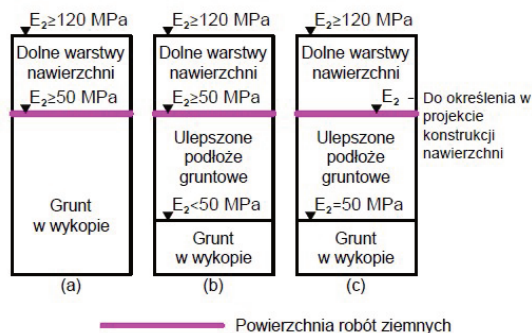 E₂≥120 MPa
Dolne warstwy
nawierzchni
E₂≥50 MPa
Grunt
w wykopie
(a)
E₂≥120 MPa
Dolne warstwy
nawierzchni
E₂≥50 MPa
Ulepszone
podłoże
gruntowe
E₂<50 MPa
Grunt
w wykopie
(b)
E₂≥120 MPa
Dolne warstwy
nawierzchni
E₂
Ulepszone
podłoże
gruntowe
E₂=50 MPa
Grunt
w wykopie
(c)
- Do określenia w
projekcie
konstrukcji
nawierzchni
Powierzchnia robót ziemnych